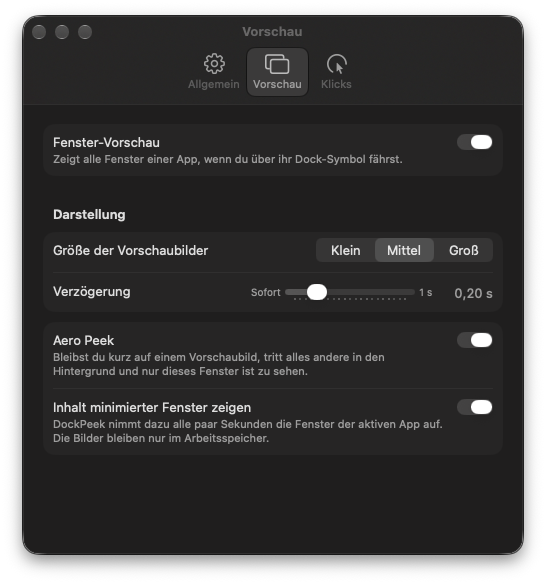 Vorschau
Allgemein
Vorschau
Klicks
Fenster-Vorschau
Zeigt alle Fenster einer App, wenn du über ihr Dock-Symbol fährst.
Darstellung
Größe der Vorschaubilder
Klein
Mittel
Groß
Verzögerung
Sofort
1 s
0,20 s
Aero Peek
Bleibst du kurz auf einem Vorschaubild, tritt alles andere in den
Hintergrund und nur dieses Fenster ist zu sehen.
Inhalt minimierter Fenster zeigen
DockPeek nimmt dazu alle paar Sekunden die Fenster der aktiven App auf.
Die Bilder bleiben nur im Arbeitsspeicher.